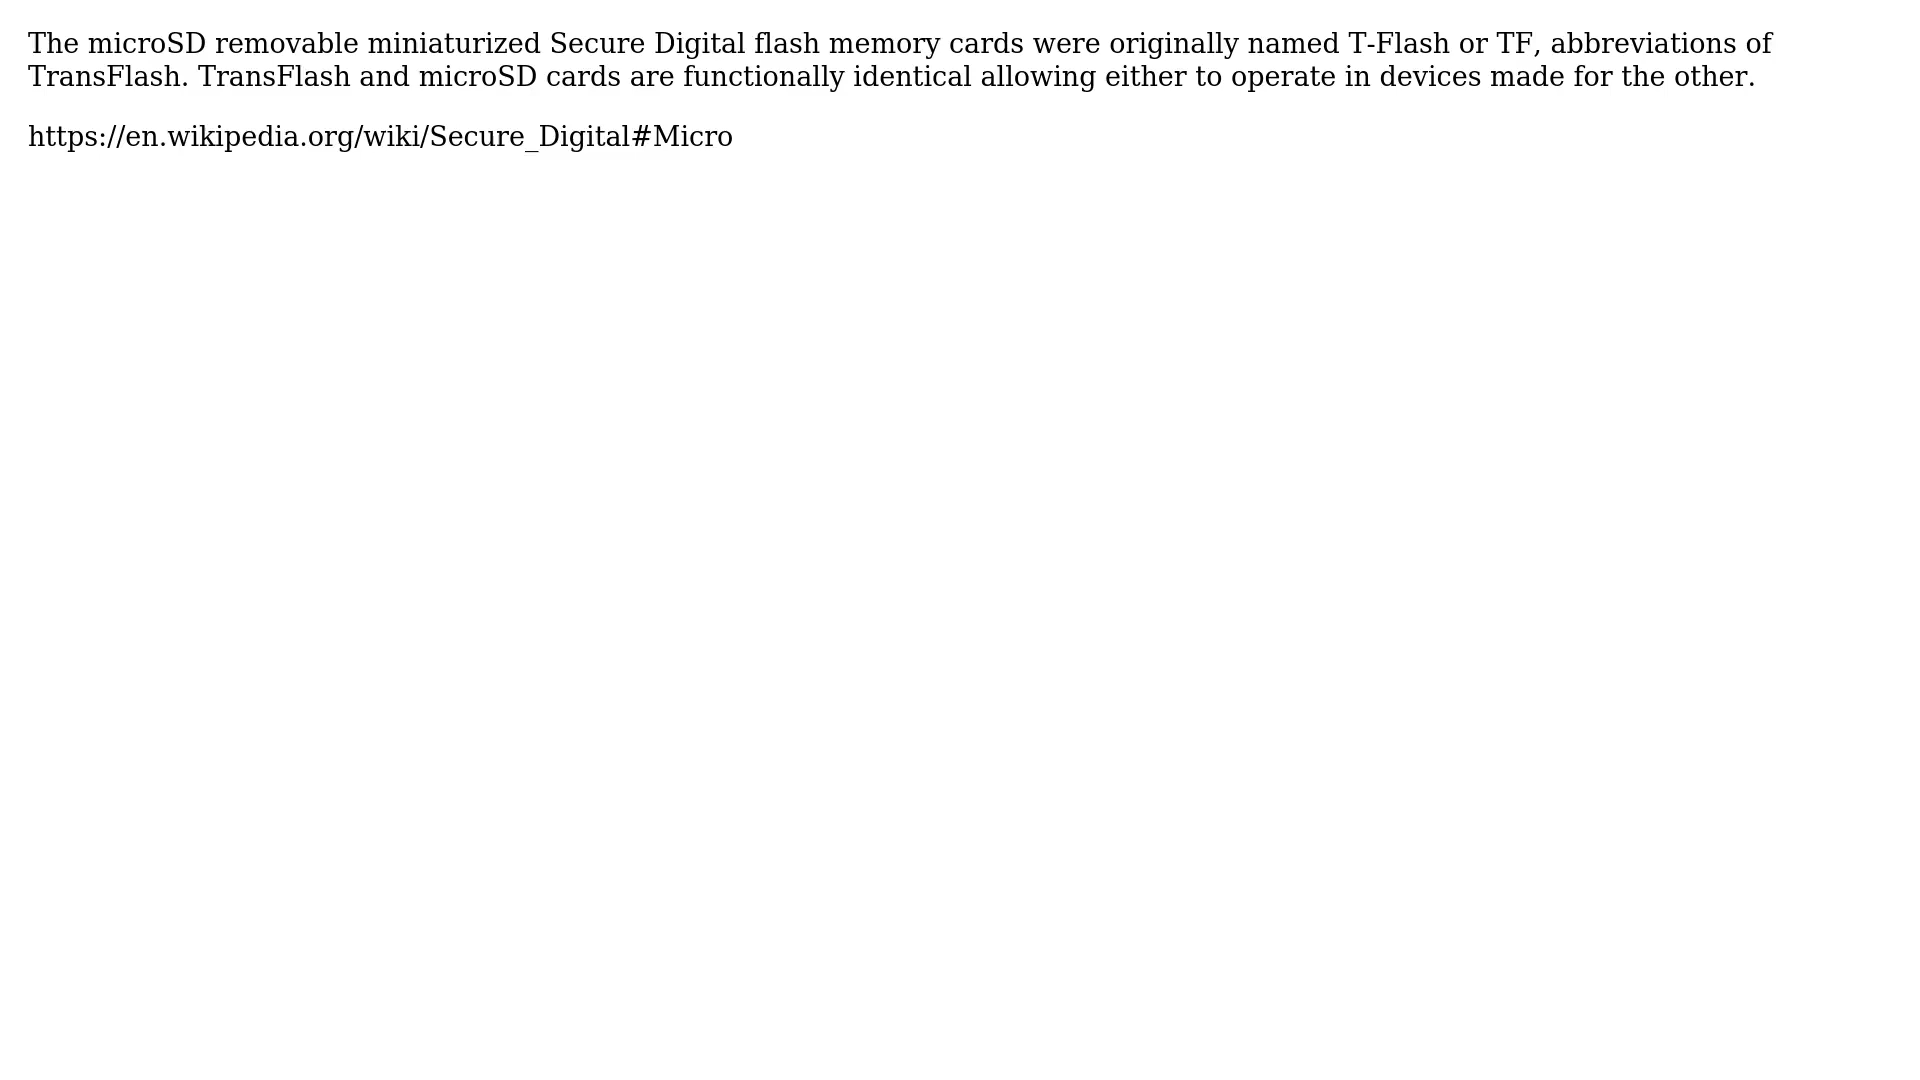 The microSD removable miniaturized Secure Digital flash memory cards were originally named T-Flash or TF, abbreviations of
TransFlash. TransFlash and microSD cards are functionally identical allowing either to operate in devices made for the other.
https://en.wikipedia.org/wiki/Secure_Digital#Micro